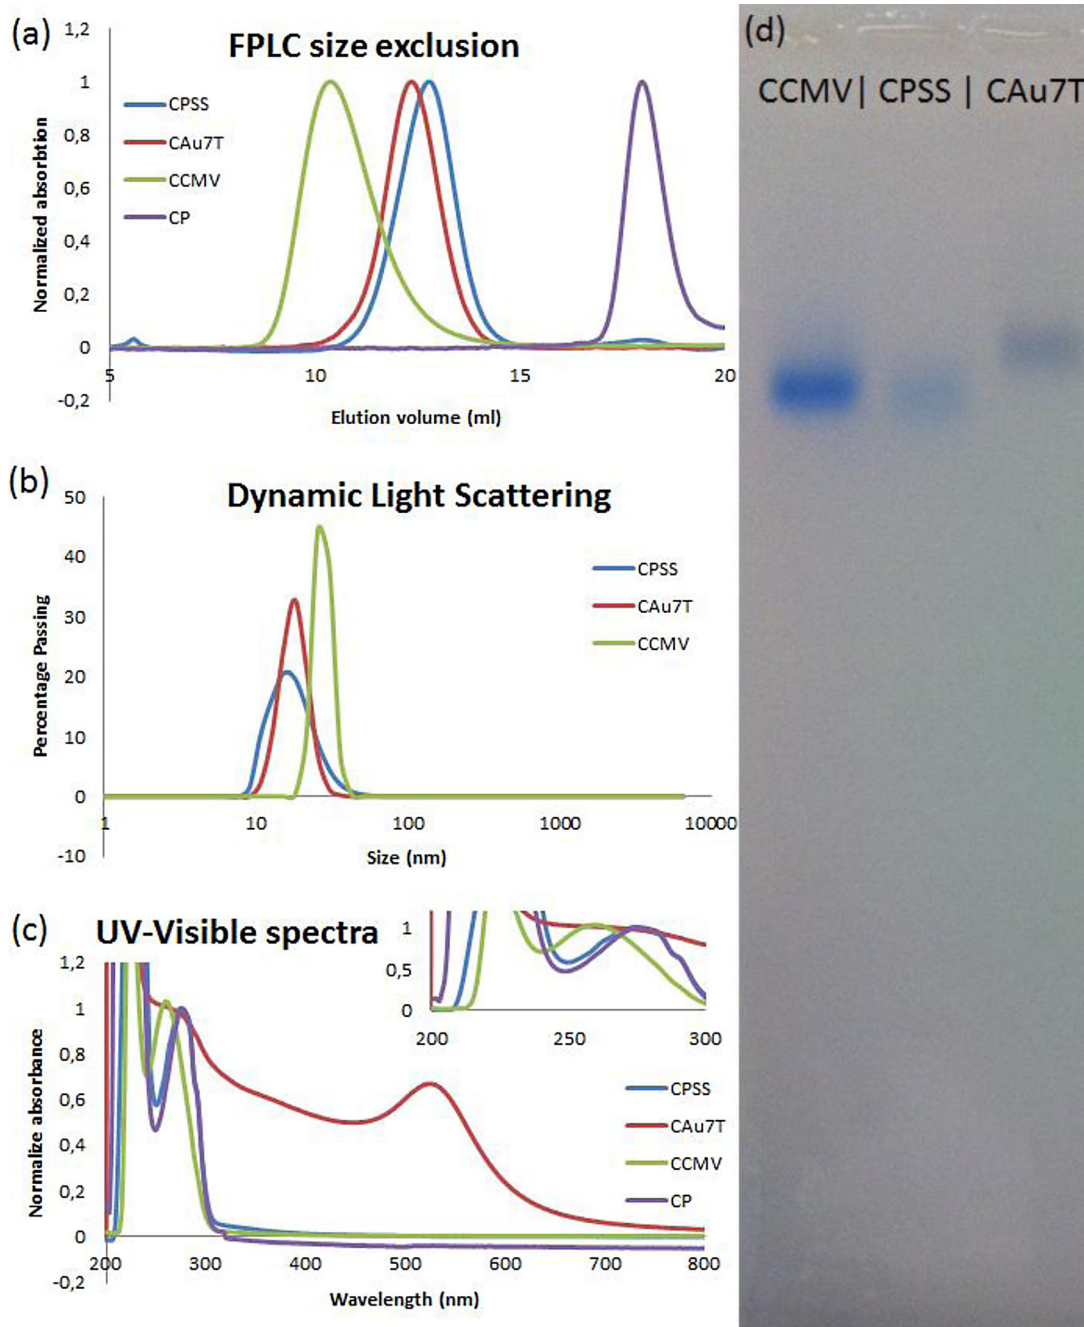 (a)
FPLC size exclusion
1,2
1
0,8
0,6
0,4
0,2
0
-0,2
Normalized absorbtion
CPSS
CAu7T
CCMV
CP
5 10 15 20
Elution volume (ml)
(b)
Dynamic Light Scattering
50
40
30
20
10
0
-10
Percentage Passing
CPSS
CAu7T
CCMV
1 10 100 1000 10000
Size (nm)
(c)
UV-Visible spectra
1,2
1
0,8
0,6
0,4
0,2
0
-0,2
Normalize absorbance
1
0,5
0
200 250 300
CPSS
CAu7T
CCMV
CP
200 300 400 500 600 700 800
Wavelength (nm)
(d)
CCMV| CPSS | CAu7T